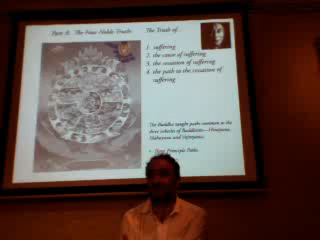 Part 8: The Four Noble Truths
The Truth of...
1. suffering
2. the cause of suffering
3. the cessation of suffering
4. the path to the cessation of
suffering
The Buddha taught paths common to the
three vehicles of Buddhism—Hinayana,
Mahayana and Vajrayana.
• Three Principle Paths